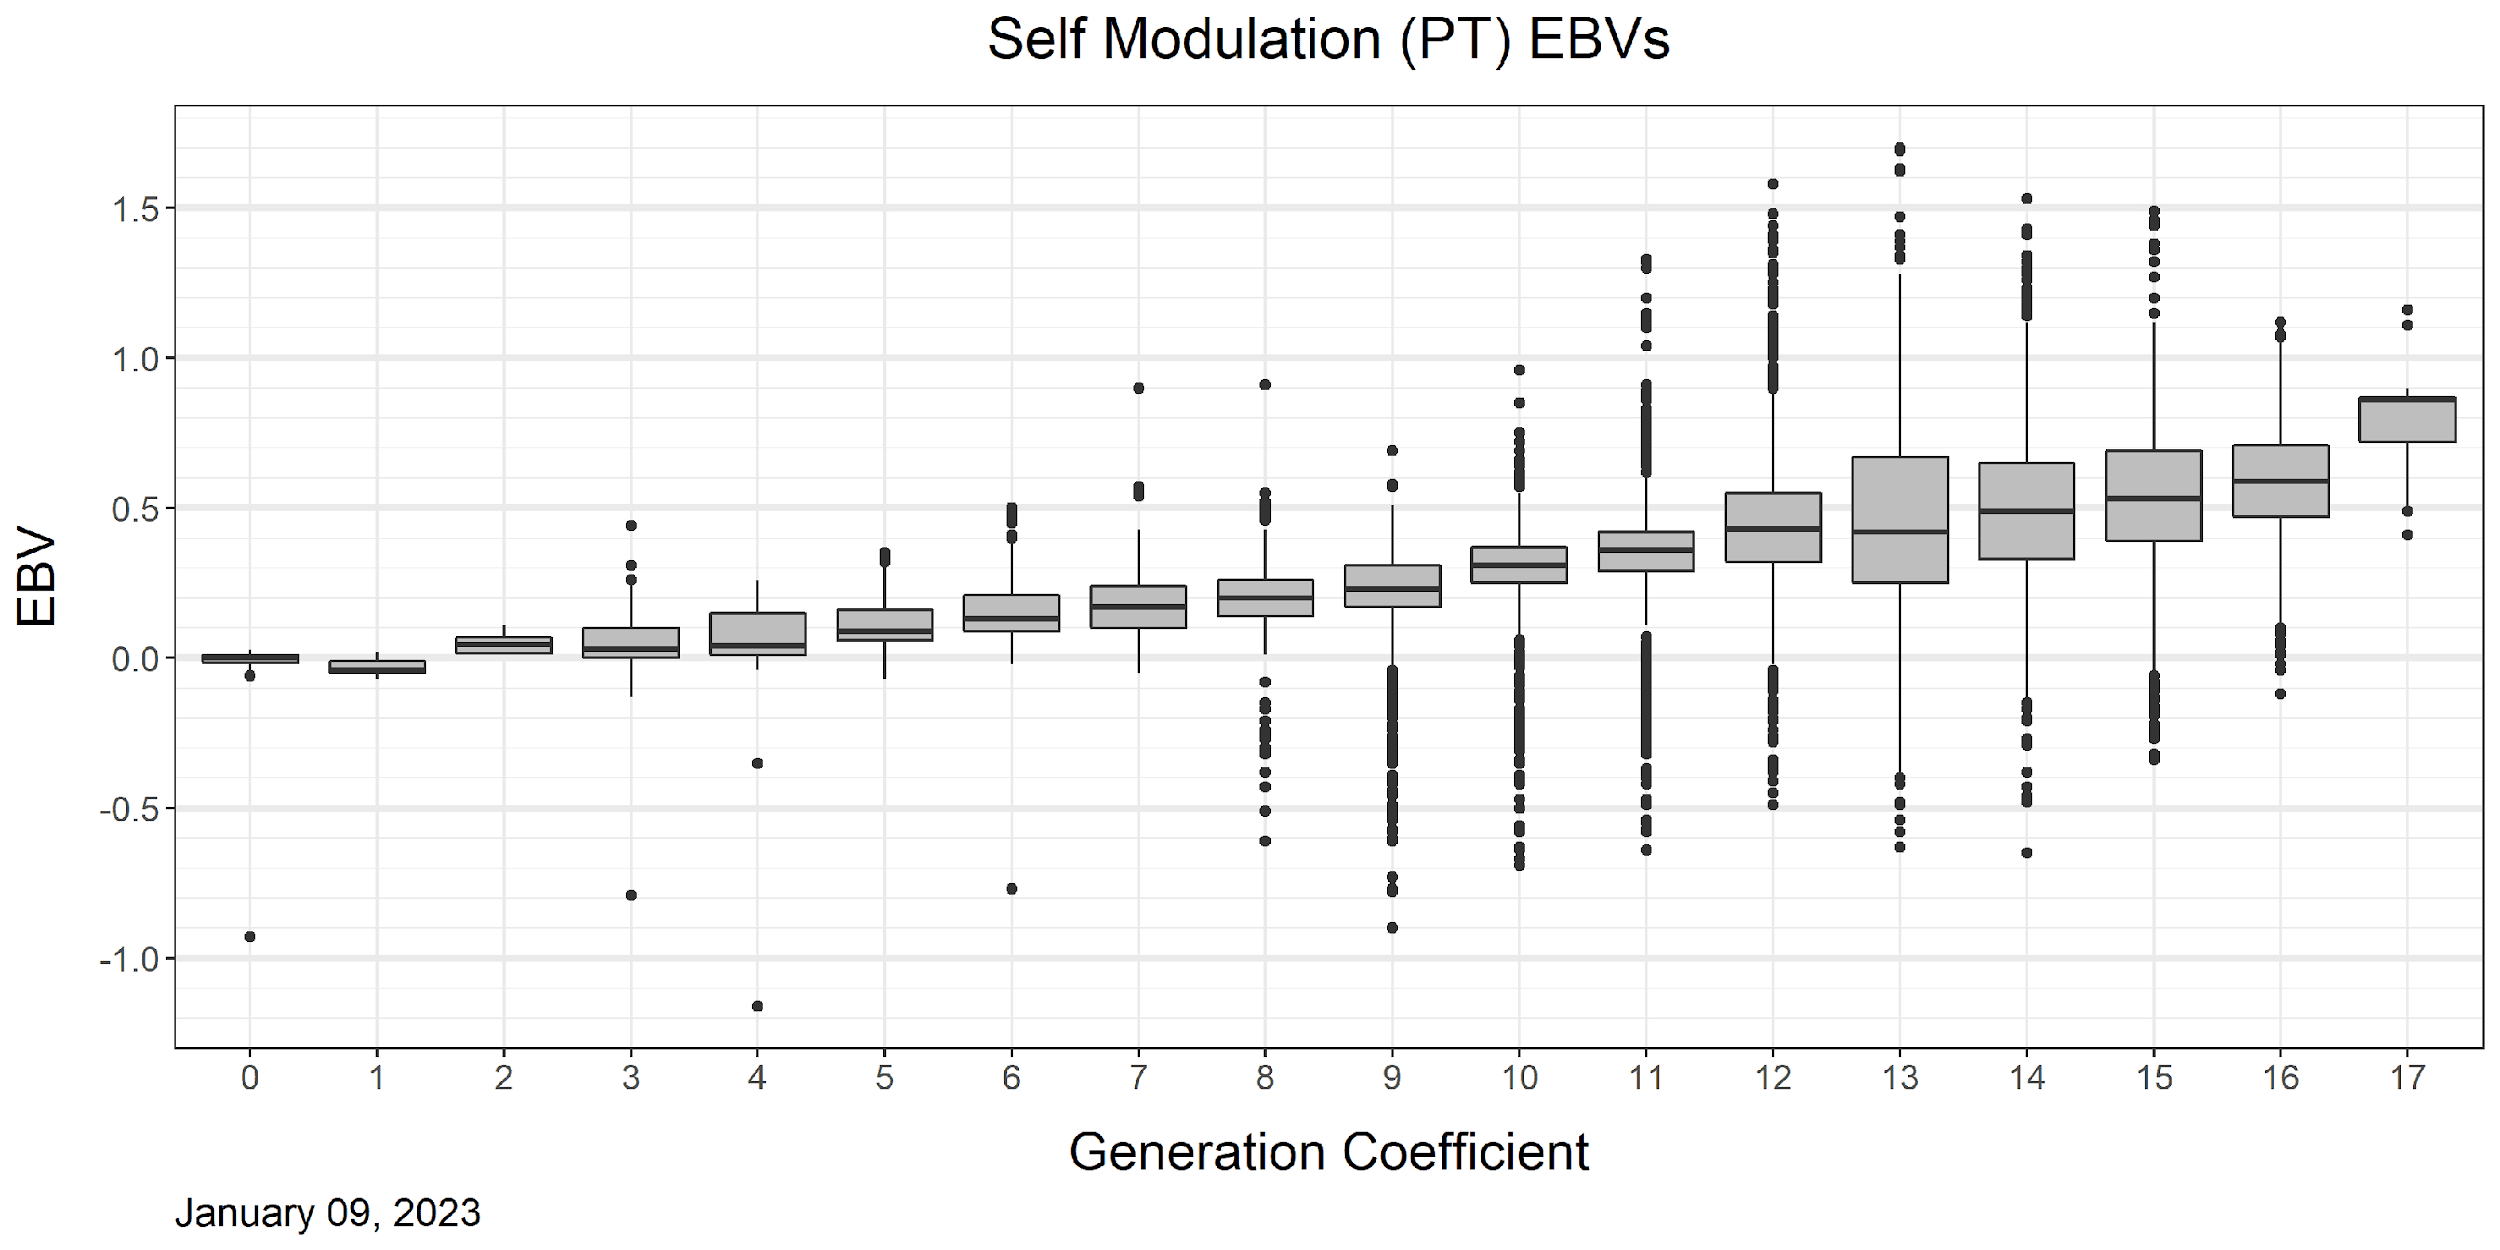 Self Modulation (PT) EBVs
EBV
1.5
1.0
0.5
0.0
-0.5
-1.0
0 1 2 3 4 5 6 7 8 9 10 11 12 13 14 15 16 17
Generation Coefficient
January 09, 2023